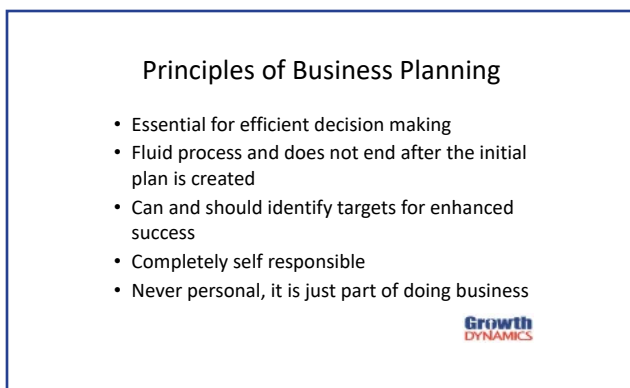 Principles of Business Planning
• Essential for efficient decision making
• Fluid process and does not end after the initial
plan is created
• Can and should identify targets for enhanced
success
• Completely self responsible
• Never personal, it is just part of doing business
Growth
DYNAMICS